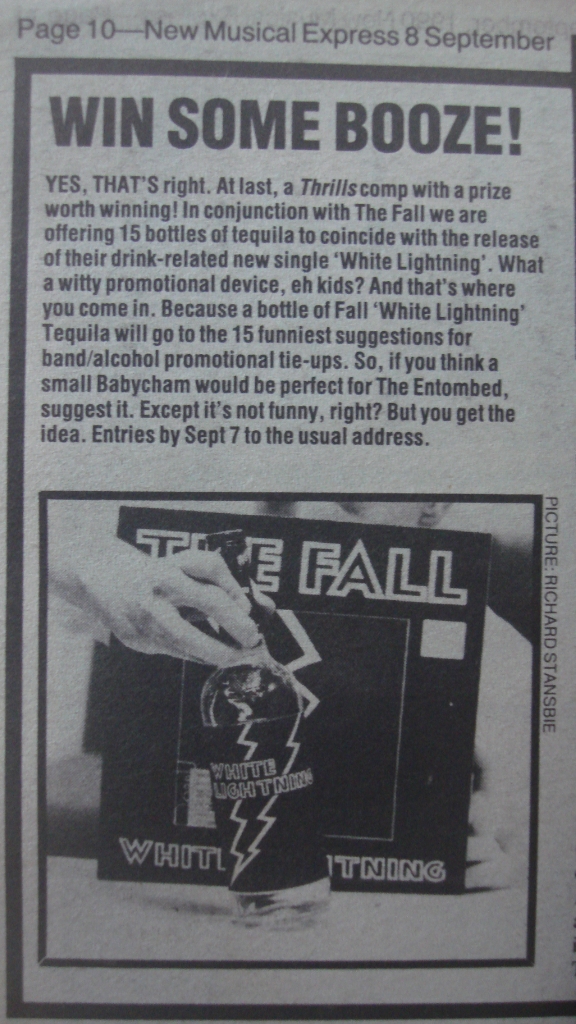 Page 10—New Musical Express 8 September
WIN SOME BOOZE!
YES, THAT'S right. At last, a Thrills comp with a prize
worth winning! In conjunction with The Fall we are
offering 15 bottles of tequila to coincide with the release
of their drink-related new single 'White Lightning'. What
a witty promotional device, eh kids? And that's where
you come in. Because a bottle of Fall 'White Lightning'
Tequila will go to the 15 funniest suggestions for
band/alcohol promotional tie-ups. So, if you think a
small Babycham would be perfect for The Entombed,
suggest it. Except it's not funny, right? But you get the
idea. Entries by Sept 7 to the usual address.
THE FALL
WHITE
LIGHTNING
WHIT TNING
PICTURE: RICHARD STANSBIE